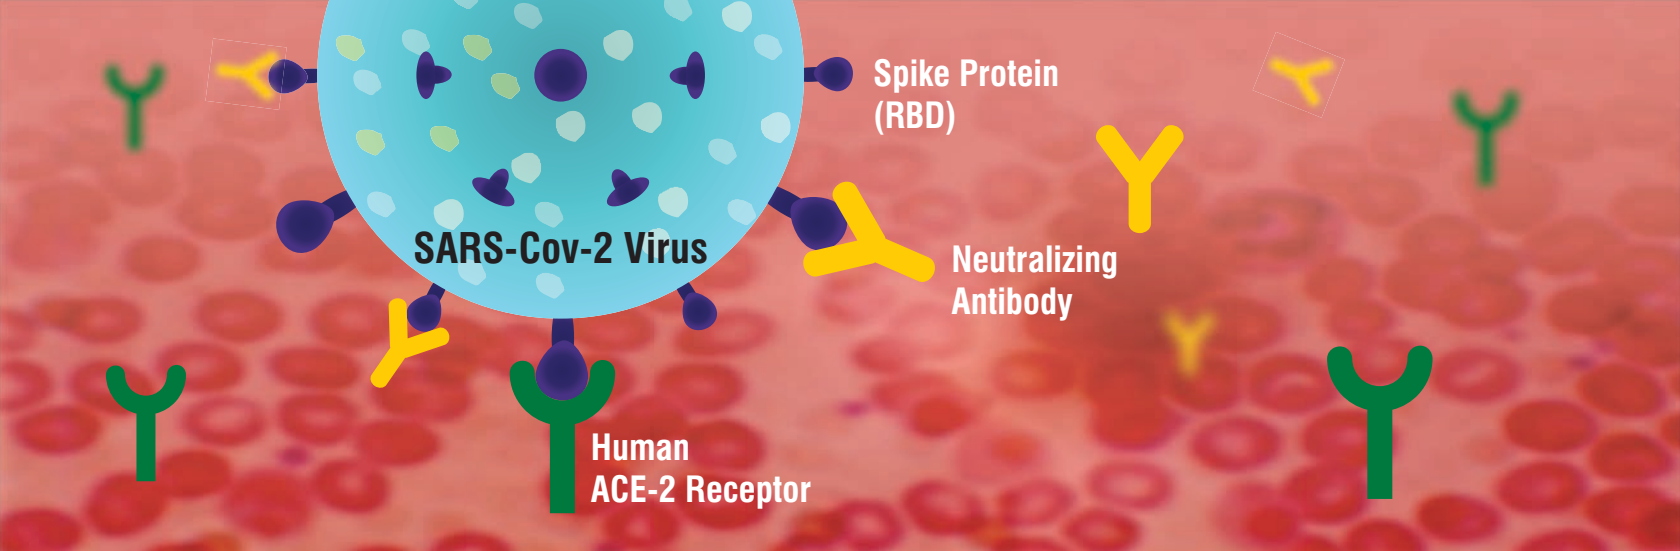 Spike Protein
(RBD)
SARS-Cov-2 Virus
Neutralizing
Antibody
Human
ACE-2 Receptor